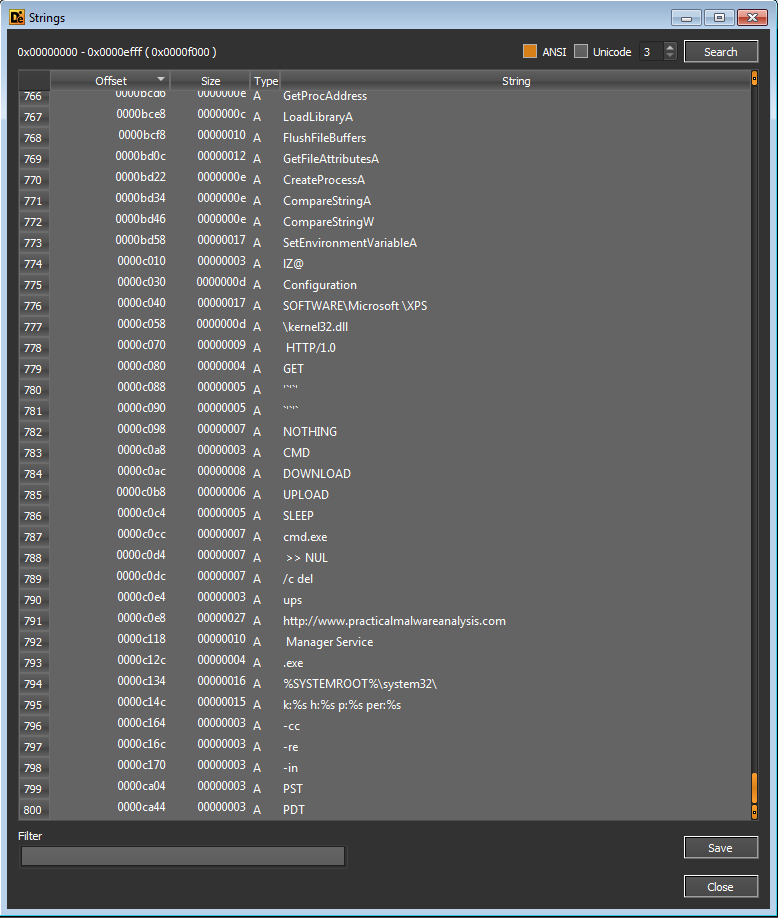 De Strings
0x00000000 - 0x0000efff ( 0x0000f000 ) ANSI Unicode 3 Search
Offset Size Type String
766 0000bcd6 0000000e A GetProcAddress
767 0000bce8 0000000c A LoadLibraryA
768 0000bcf8 00000010 A FlushFileBuffers
769 0000bd0c 00000012 A GetFileAttributesA
770 0000bd22 0000000e A CreateProcessA
771 0000bd34 0000000e A CompareStringA
772 0000bd46 0000000e A CompareStringW
773 0000bd58 00000017 A SetEnvironmentVariableA
774 0000c010 00000003 A IZ@
775 0000c030 0000000d A Configuration
776 0000c040 00000017 A SOFTWARE\Microsoft \XPS
777 0000c058 0000000d A \kernel32.dll
778 0000c070 00000009 A HTTP/1.0
779 0000c080 00000004 A GET
780 0000c088 00000005 A '`'`'
781 0000c090 00000005 A `'`'`
782 0000c098 00000007 A NOTHING
783 0000c0a8 00000003 A CMD
784 0000c0ac 00000008 A DOWNLOAD
785 0000c0b8 00000006 A UPLOAD
786 0000c0c4 00000005 A SLEEP
787 0000c0cc 00000007 A cmd.exe
788 0000c0d4 00000007 A >> NUL
789 0000c0dc 00000007 A /c del
790 0000c0e4 00000003 A ups
791 0000c0e8 00000027 A http://www.practicalmalwareanalysis.com
792 0000c118 00000010 A Manager Service
793 0000c12c 00000004 A .exe
794 0000c134 00000016 A %SYSTEMROOT%\system32\
795 0000c14c 00000015 A k:%s h:%s p:%s per:%s
796 0000c164 00000003 A -cc
797 0000c16c 00000003 A -re
798 0000c170 00000003 A -in
799 0000ca04 00000003 A PST
800 0000ca44 00000003 A PDT
Filter
Save
Close